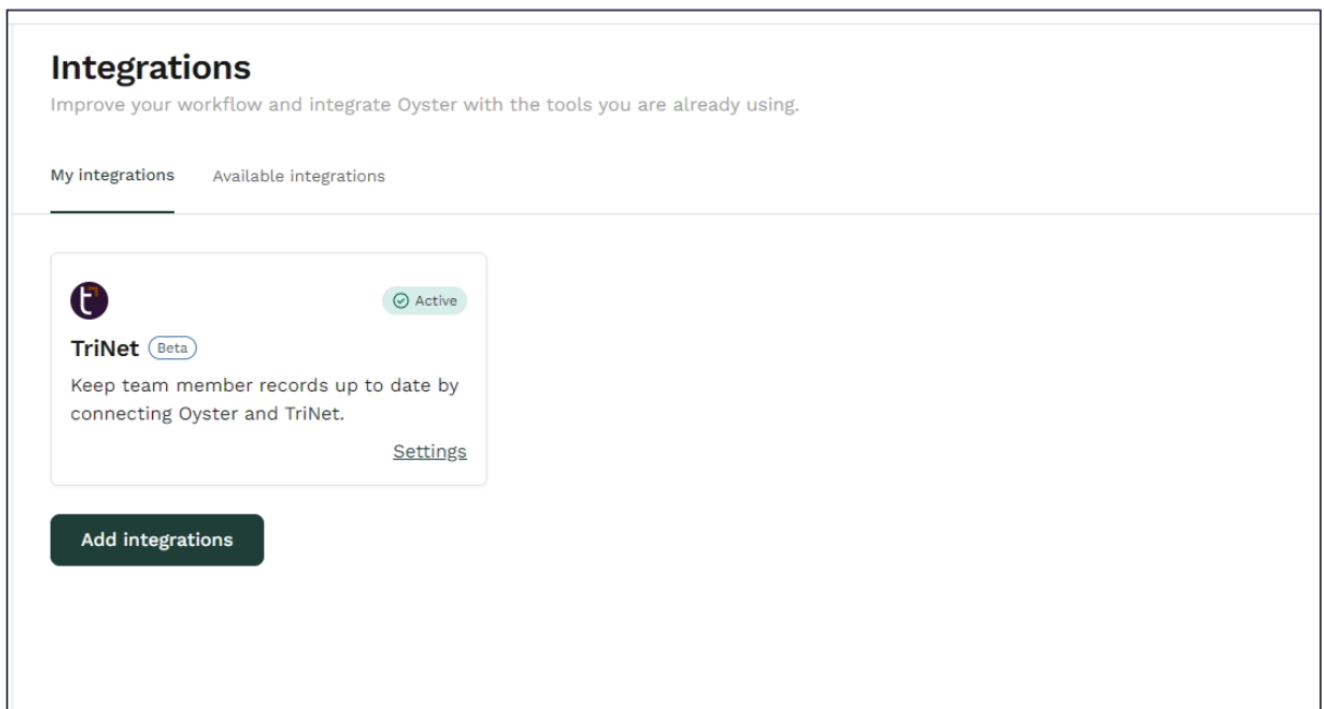 Integrations
Improve your workflow and integrate Oyster with the tools you are already using.
My integrations Available integrations
Active
TriNet Beta
Keep team member records up to date by
connecting Oyster and TriNet.
Settings
Add integrations